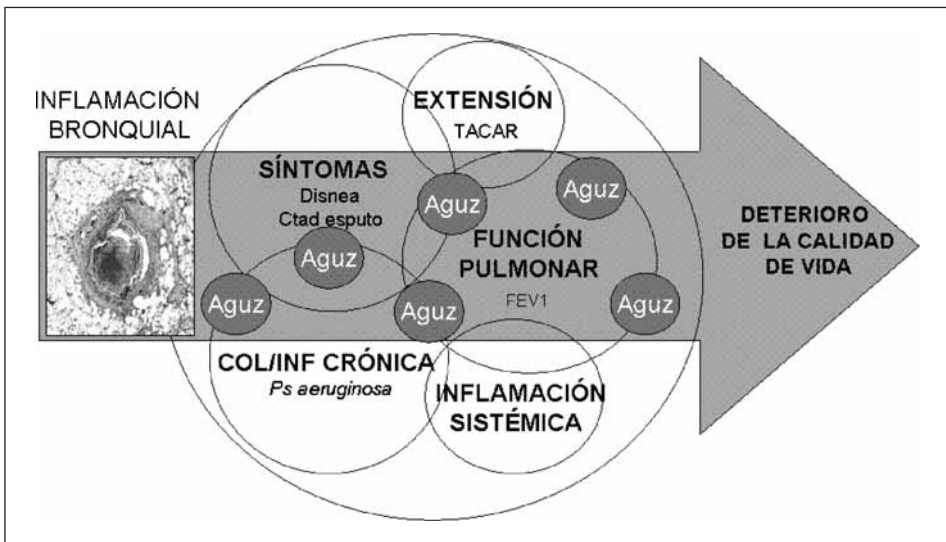 INFLAMACIÓN
BRONQUIAL
EXTENSIÓN
TACAR
SÍNTOMAS
Disnea
Ctad esputo
Aguz
Aguz
Aguz
FUNCIÓN
PULMONAR
FEV1
Aguz
Aguz
Aguz
COL/INF CRÓNICA
Ps aeruginosa
INFLAMACIÓN
SISTÉMICA
DETERIORO
DE LA CALIDAD
DE VIDA